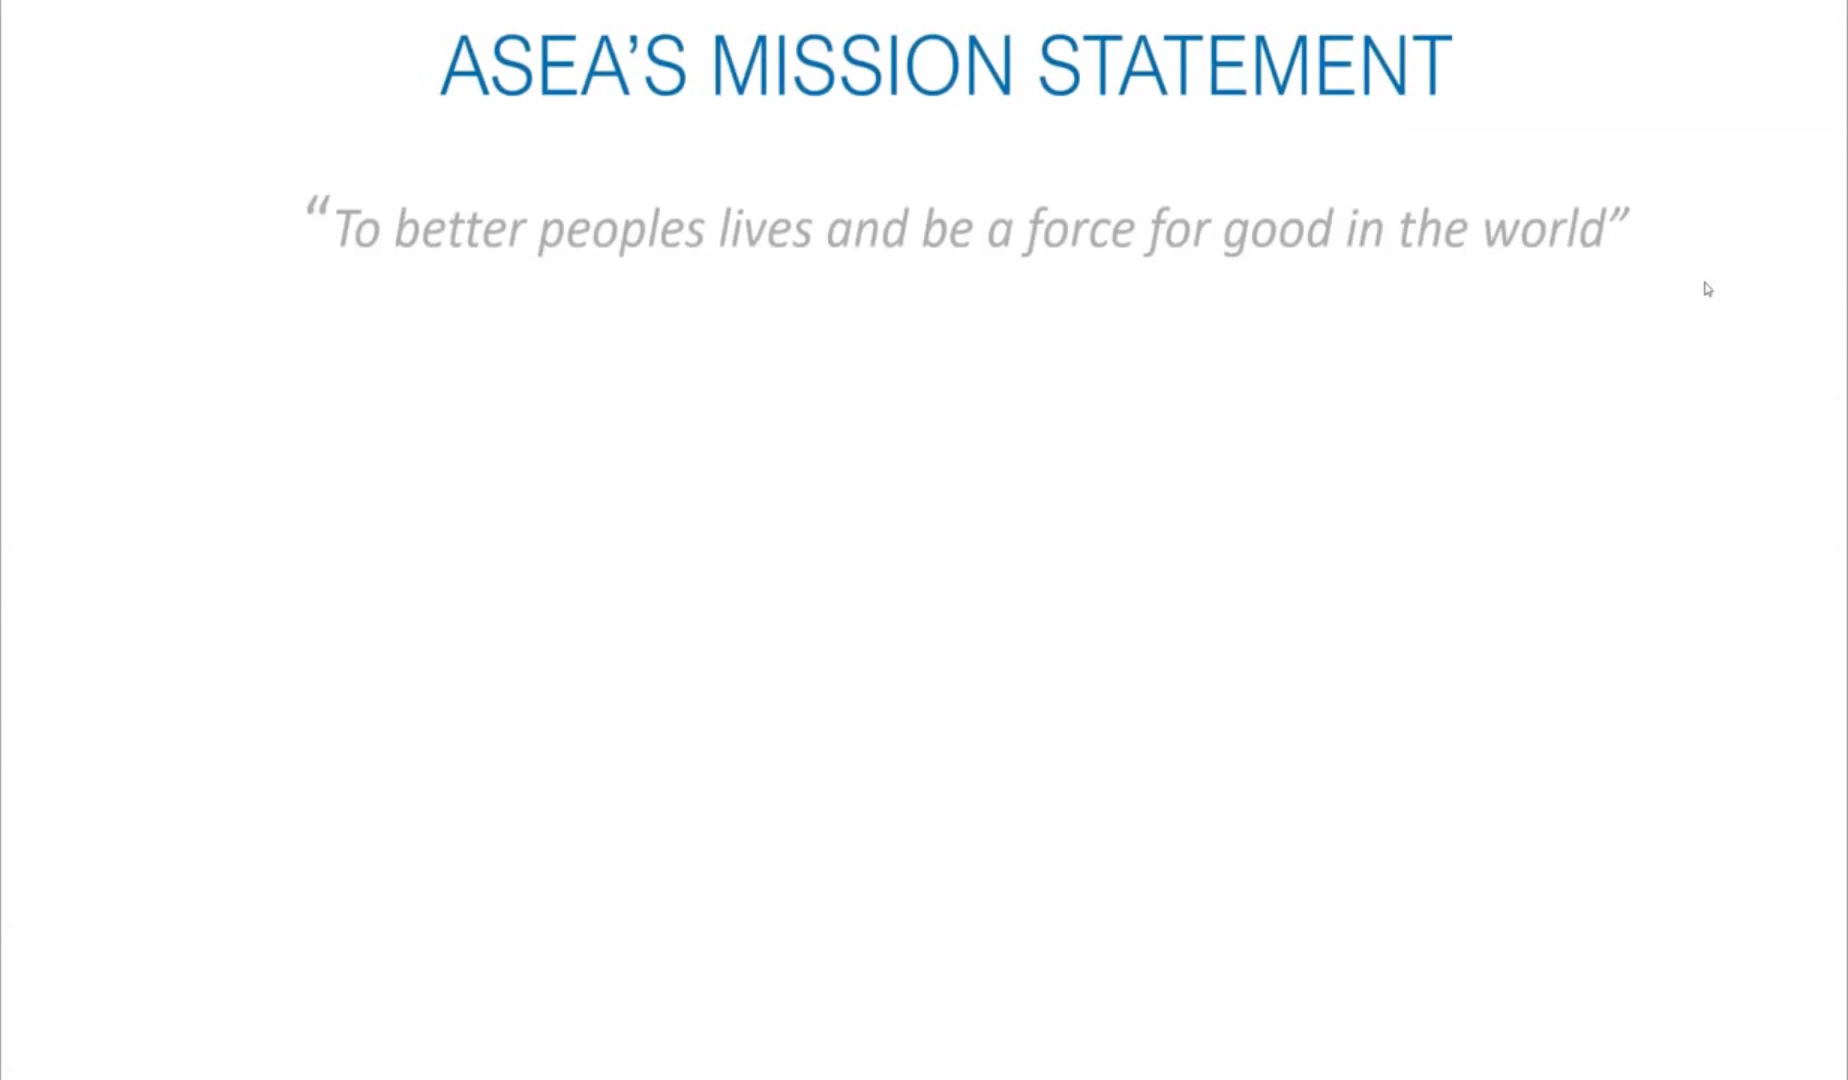 ASEA’S MISSION STATEMENT
“To better peoples lives and be a force for good in the world”